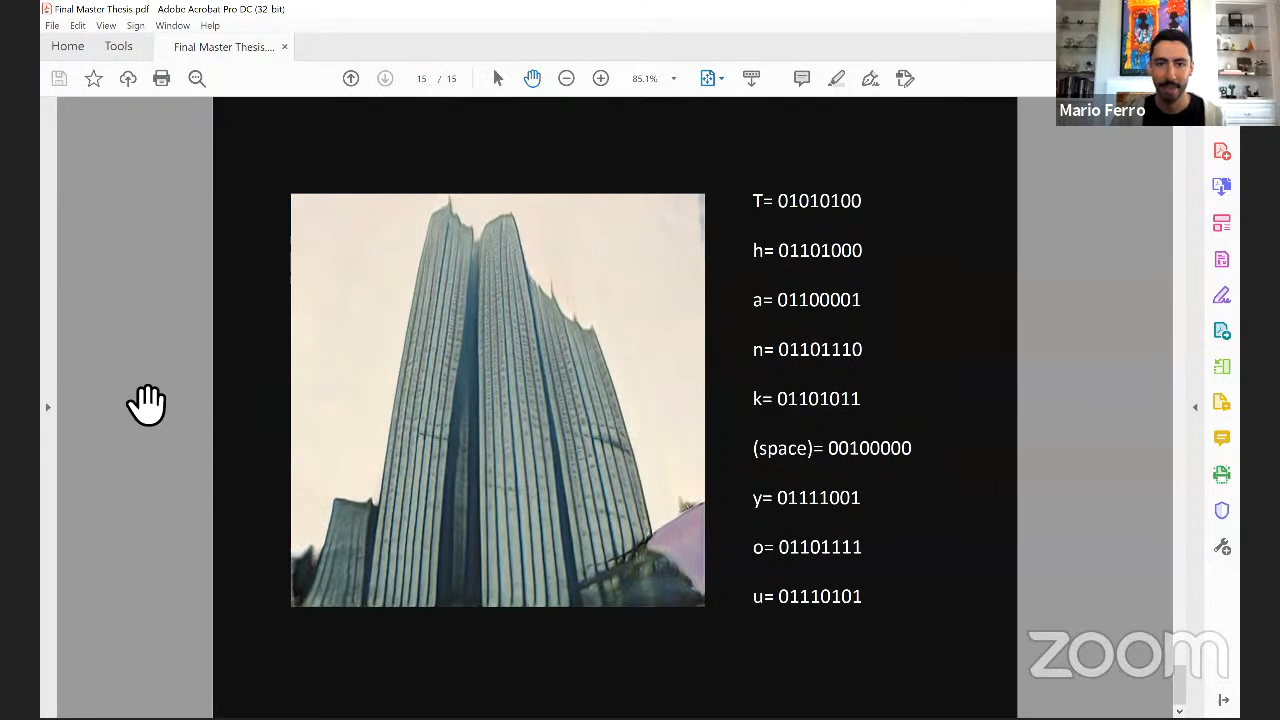 Final Master Thesis.pdf - Adobe Acrobat Pro DC (32-bit)
File Edit View Sign Window Help
Home Tools Final Master Thesis.... ×
15 / 15 85.1%
Mario Ferro
T= 01010100
h= 01101000
a= 01100001
n= 01101110
k= 01101011
(space)= 00100000
y= 01111001
o= 01101111
u= 01110101
zoom